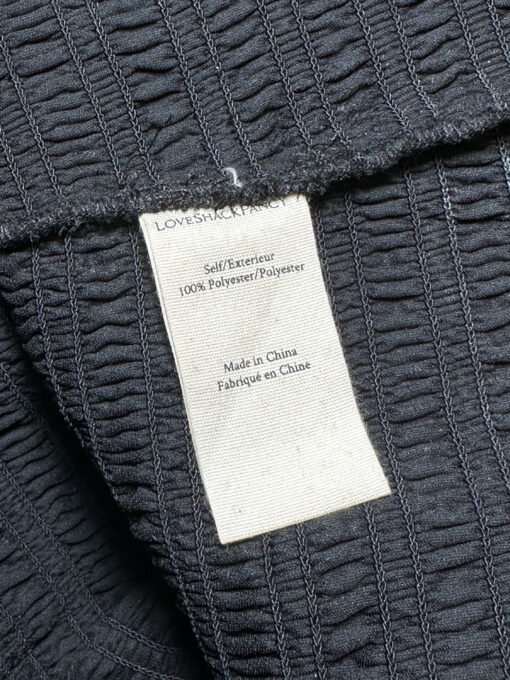 LoveShackFancy
Self/Exterieur
100% Polyester/Polyester
Made in China
Fabriqué en Chine